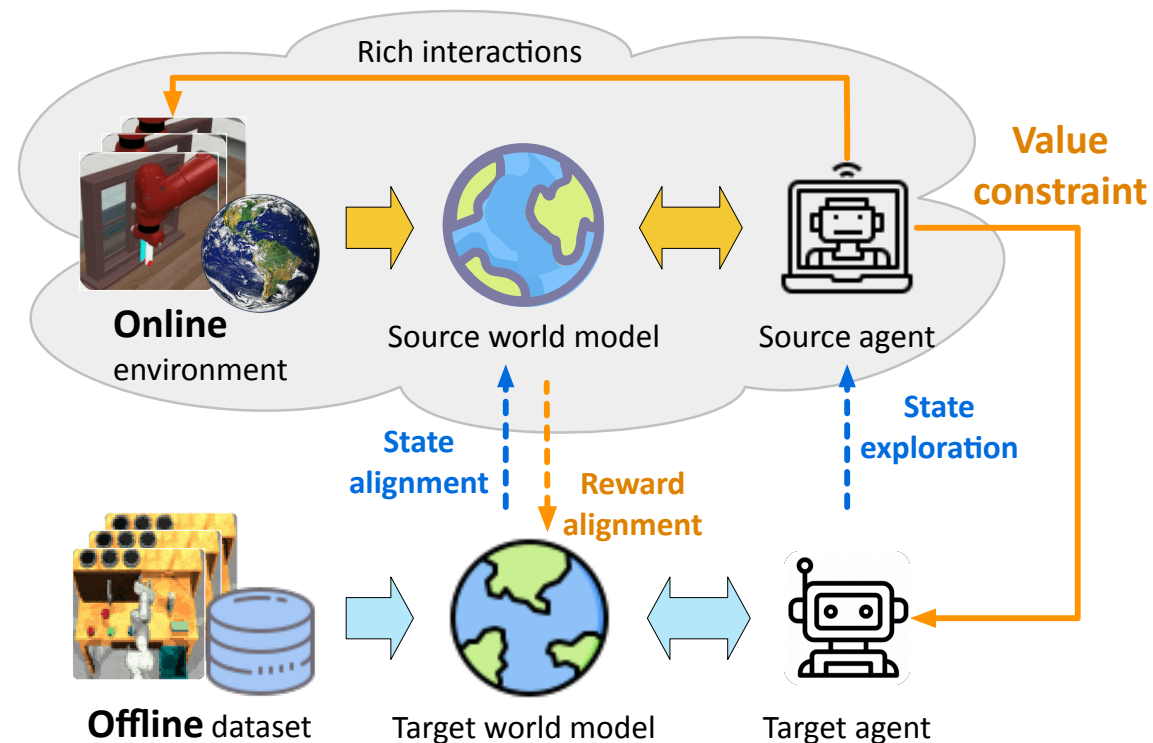 Rich interactions
Value
constraint
Online
environment
Source world model
Source agent
State
alignment
Reward
alignment
State
exploration
Offline dataset
Target world model
Target agent